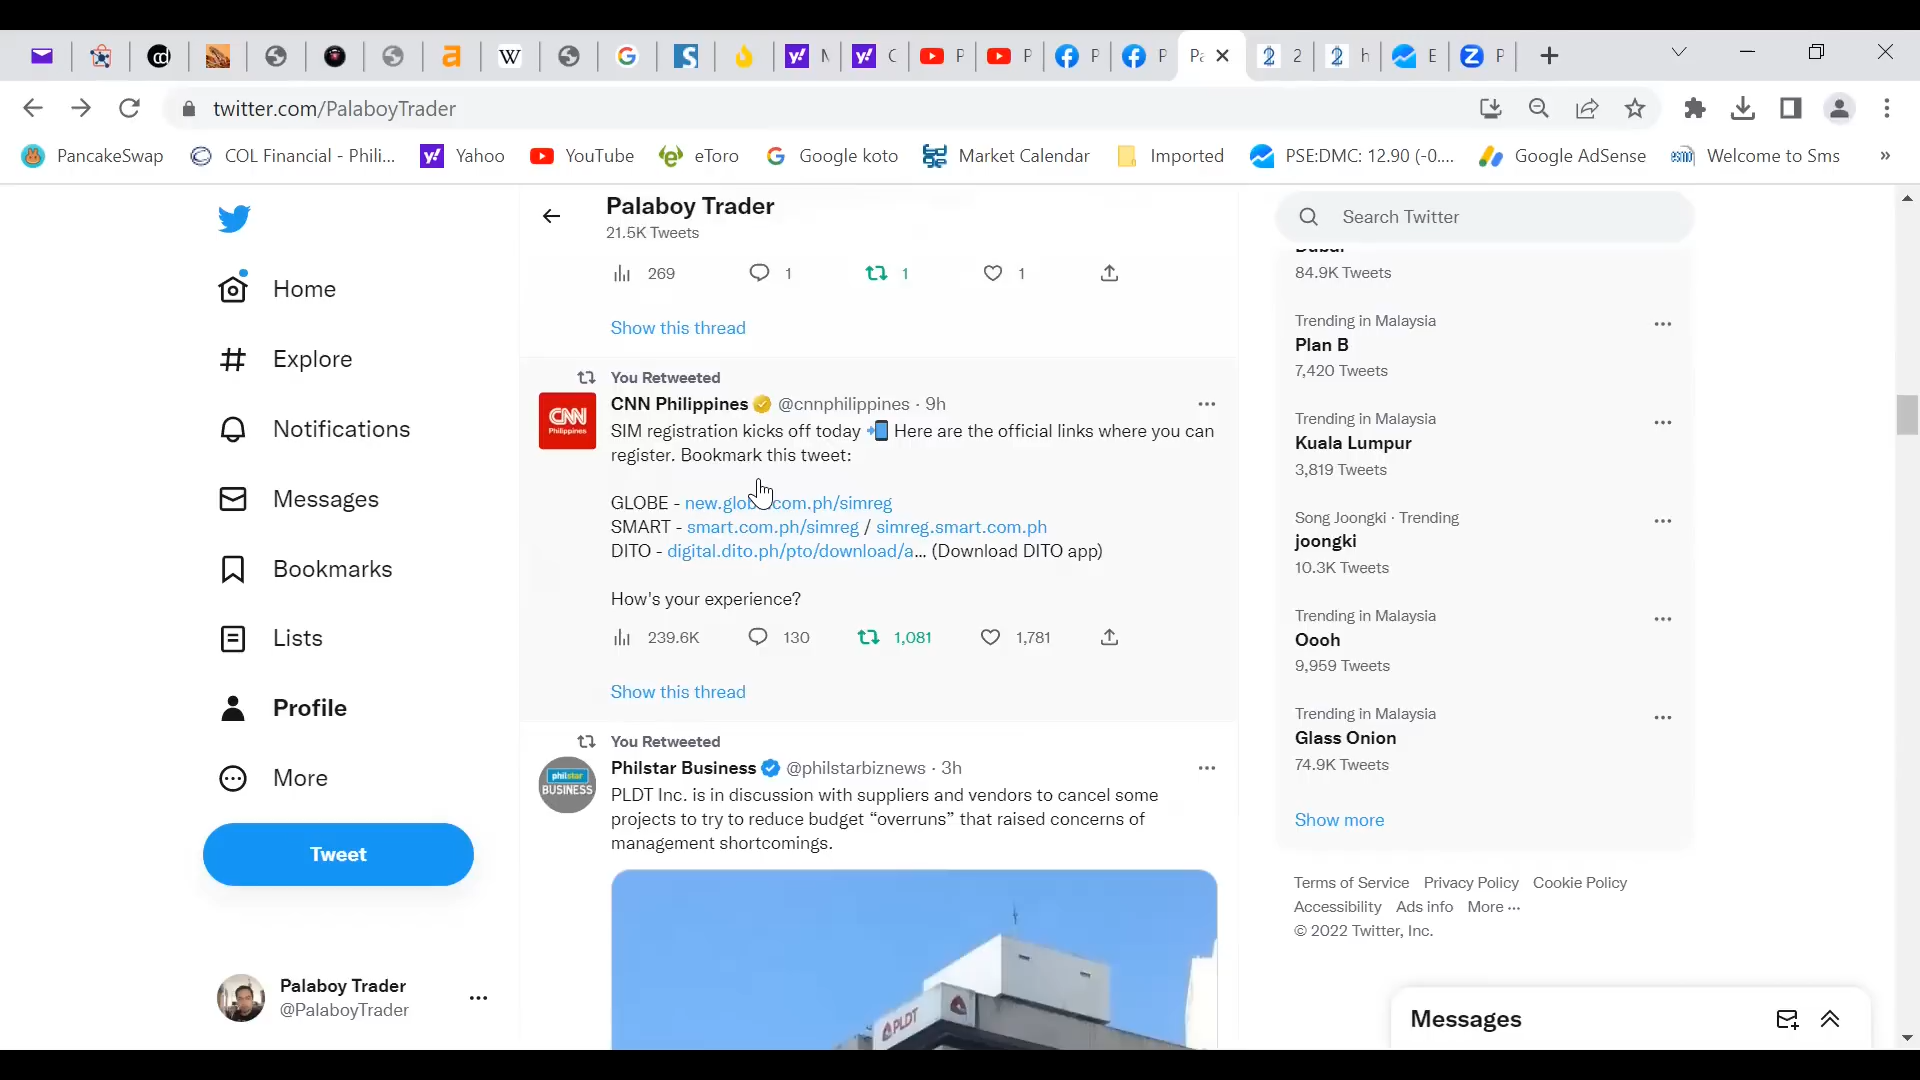 M
C
P
P
P
P
Pa
2
h
E
P
twitter.com/PalaboyTrader
PancakeSwap
COL Financial - Phili...
Yahoo
YouTube
eToro
Google koto
Market Calendar
Imported
PSE:DMC: 12.90 (-0....
Google AdSense
Welcome to Sms
»
Home
Explore
Notifications
Messages
Bookmarks
Lists
Profile
More
Tweet
Palaboy Trader
@PalaboyTrader
Palaboy Trader
21.5K Tweets
269 1 1 1
Show this thread
You Retweeted
CNN Philippines @cnnphilippines · 9h
CNN
Philippines
SIM registration kicks off today 📲 Here are the official links where you can
register. Bookmark this tweet:
GLOBE - new.globe.com.ph/simreg
SMART - smart.com.ph/simreg / simreg.smart.com.ph
DITO - digital.dito.ph/pto/download/a... (Download DITO app)
How's your experience?
239.6K 130 1,081 1,781
Show this thread
You Retweeted
Philstar Business @philstarbiznews · 3h
philstar
BUSINESS
PLDT Inc. is in discussion with suppliers and vendors to cancel some
projects to try to reduce budget “overruns” that raised concerns of
management shortcomings.
PLDT
Search Twitter
Dubai
84.9K Tweets
Trending in Malaysia
Plan B
7,420 Tweets
Trending in Malaysia
Kuala Lumpur
3,819 Tweets
Song Joongki · Trending
joongki
10.3K Tweets
Trending in Malaysia
Oooh
9,959 Tweets
Trending in Malaysia
Glass Onion
74.9K Tweets
Show more
Terms of Service Privacy Policy Cookie Policy
Accessibility Ads info More ···
© 2022 Twitter, Inc.
Messages